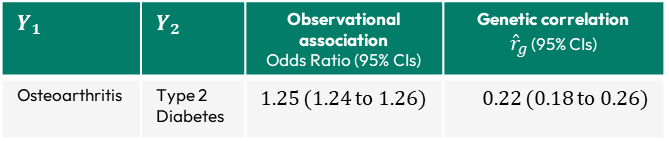 Y₁ Y₂ Observational association Odds Ratio (95% CIs) Genetic correlation r̂g (95% CIs)
Osteoarthritis Type 2 Diabetes 1.25 (1.24 to 1.26) 0.22 (0.18 to 0.26)